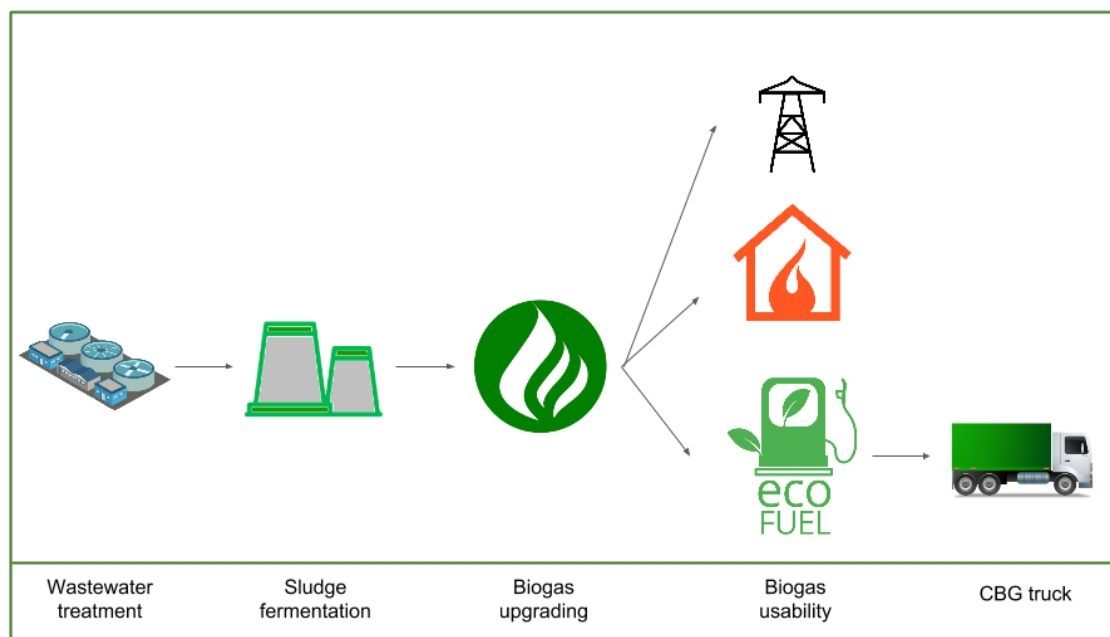 eco
FUEL
Wastewater
treatment
Sludge
fermentation
Biogas
upgrading
Biogas
usability
CBG truck